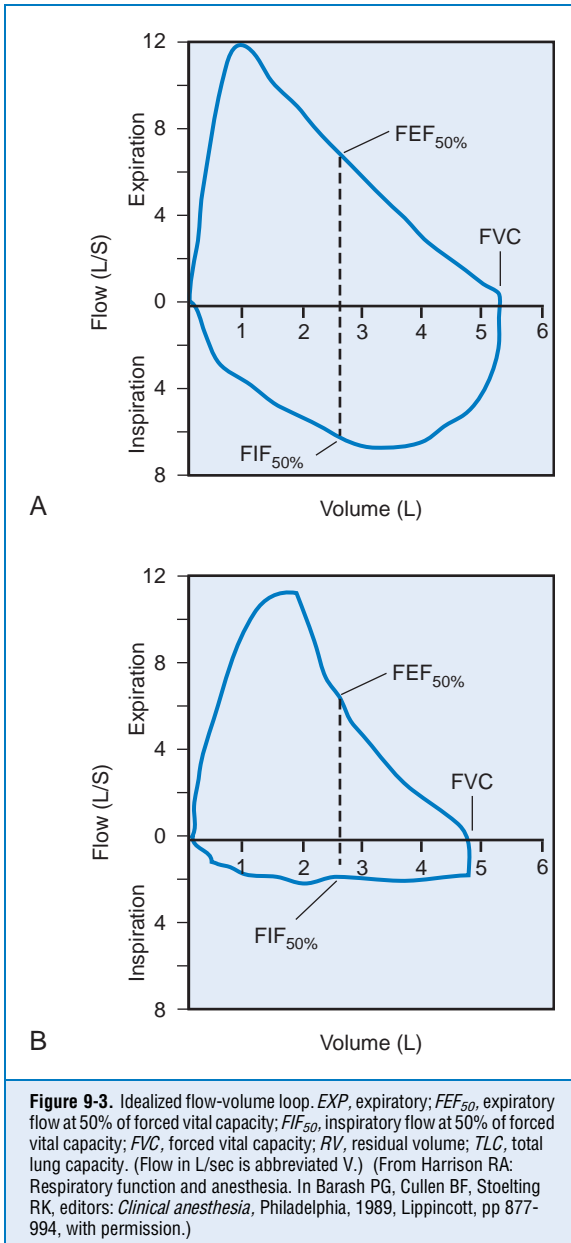 12
8
4
0
4
8
Expiration
Flow (L/S)
Inspiration
FEF50%
FVC
1 2 3 4 5 6
FIF50%
A
Volume (L)
12
8
4
0
4
8
Expiration
Flow (L/S)
Inspiration
FEF50%
FVC
1 2 3 4 5 6
FIF50%
B
Volume (L)
Figure 9-3. Idealized flow-volume loop. EXP, expiratory; FEF50, expiratory
flow at 50% of forced vital capacity; FIF50, inspiratory flow at 50% of forced
vital capacity; FVC, forced vital capacity; RV, residual volume; TLC, total
lung capacity. (Flow in L/sec is abbreviated V.) (From Harrison RA:
Respiratory function and anesthesia. In Barash PG, Cullen BF, Stoelting
RK, editors: Clinical anesthesia, Philadelphia, 1989, Lippincott, pp 877-
994, with permission.)